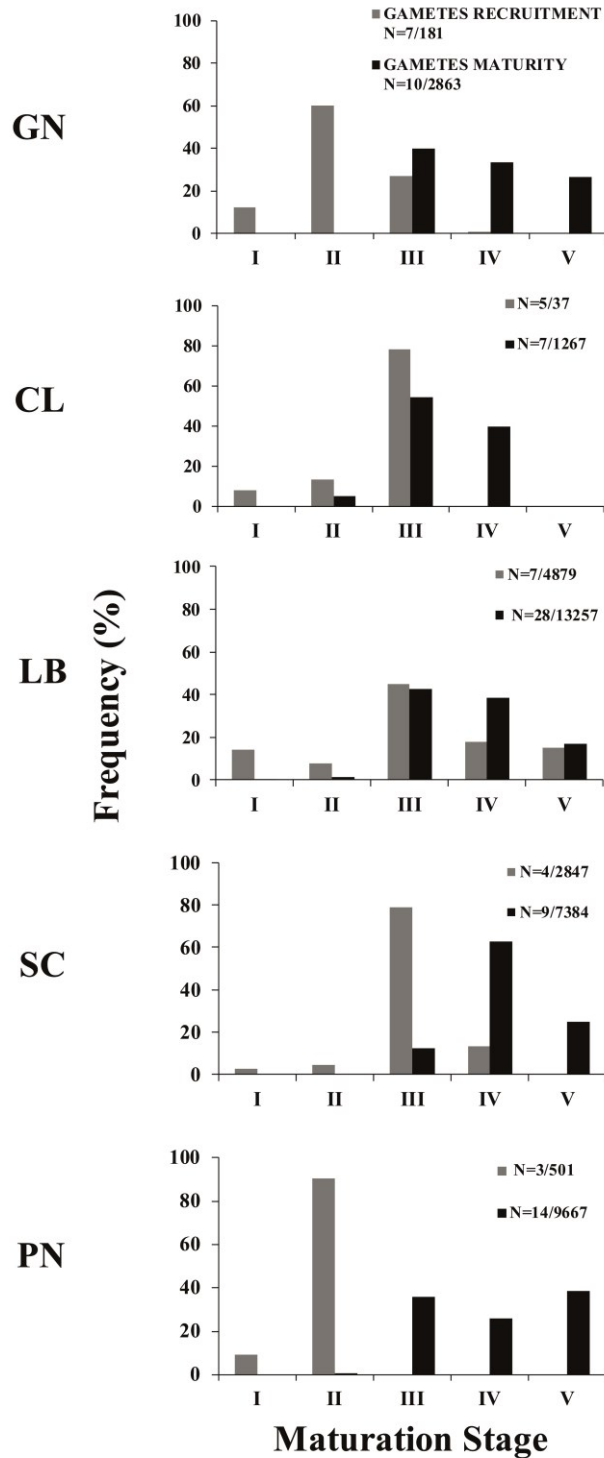 GAMETES RECRUITMENT
N=7/181
GAMETES MATURITY
N=10/2863
GN
100
80
60
40
20
0
I II III IV V
N=5/37
N=7/1267
CL
100
80
60
40
20
0
I II III IV V
N=7/4879
N=28/13257
LB
100
80
60
40
20
0
I II III IV V
Frequency (%)
N=4/2847
N=9/7384
SC
100
80
60
40
20
0
I II III IV V
N=3/501
N=14/9667
PN
100
80
60
40
20
0
I II III IV V
Maturation Stage